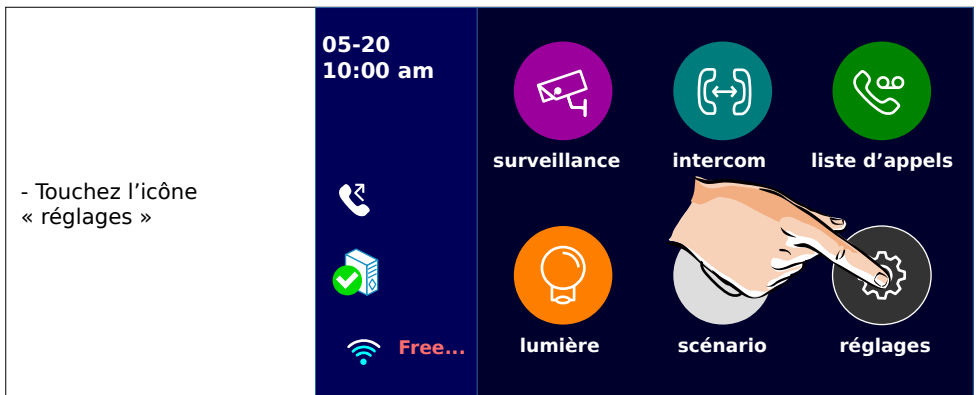 - Touchez l’icône
« réglages »
05-20
10:00 am
Free...
surveillance
intercom
liste d’appels
lumière
scénario
réglages